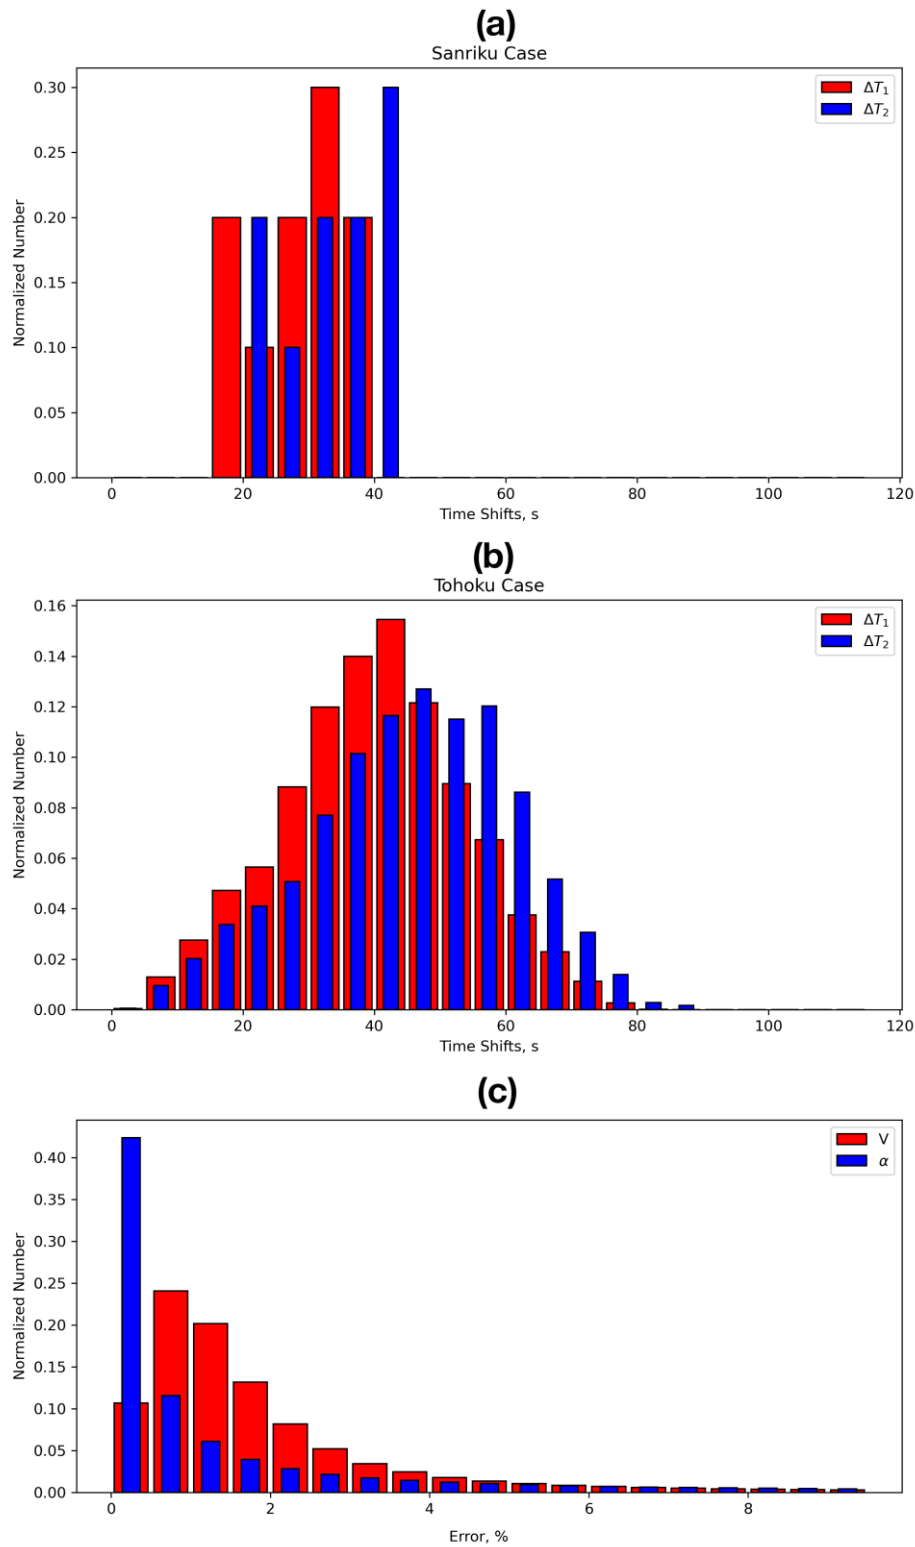 (a)
Sanriku Case
0.30
0.25
0.20
0.15
0.10
0.05
0.00
Normalized Number
ΔT₁
ΔT₂
0 20 40 60 80 100 120
Time Shifts, s
(b)
Tohoku Case
0.16
0.14
0.12
0.10
0.08
0.06
0.04
0.02
0.00
Normalized Number
ΔT₁
ΔT₂
0 20 40 60 80 100 120
Time Shifts, s
(c)
0.40
0.35
0.30
0.25
0.20
0.15
0.10
0.05
0.00
Normalized Number
V
α
0 2 4 6 8
Error, %